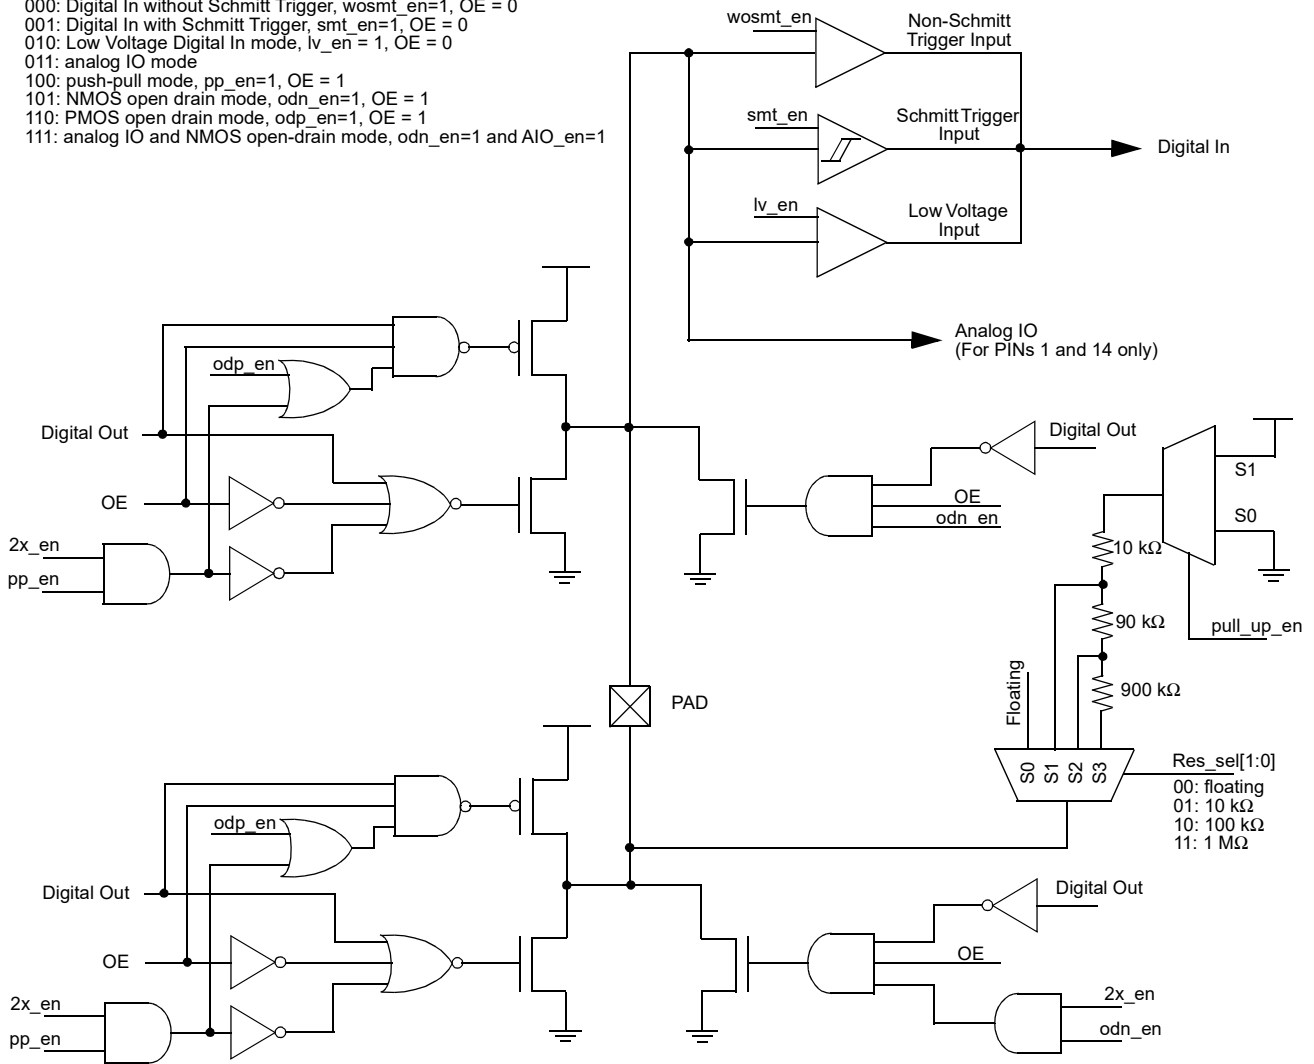 000: Digital In without Schmitt Trigger, wosmt_en=1, OE = 0
001: Digital In with Schmitt Trigger, smt_en=1, OE = 0
010: Low Voltage Digital In mode, lv_en = 1, OE = 0
011: analog IO mode
100: push-pull mode, pp_en=1, OE = 1
101: NMOS open drain mode, odn_en=1, OE = 1
110: PMOS open drain mode, odp_en=1, OE = 1
111: analog IO and NMOS open-drain mode, odn_en=1 and AIO_en=1
wosmt_en
Non-Schmitt
Trigger Input
smt_en
Schmitt Trigger
Input
Digital In
lv_en
Low Voltage
Input
Analog IO
(For PINs 1 and 14 only)
odp_en
Digital Out
OE
2x_en
pp_en
Digital Out
OE
odn_en
S1
S0
10 kΩ
90 kΩ
900 kΩ
pull_up_en
Floating
PAD
S0
S1
S2
S3
Res_sel[1:0]
00: floating
01: 10 kΩ
10: 100 kΩ
11: 1 MΩ
odp_en
Digital Out
OE
2x_en
pp_en
Digital Out
OE
2x_en
odn_en